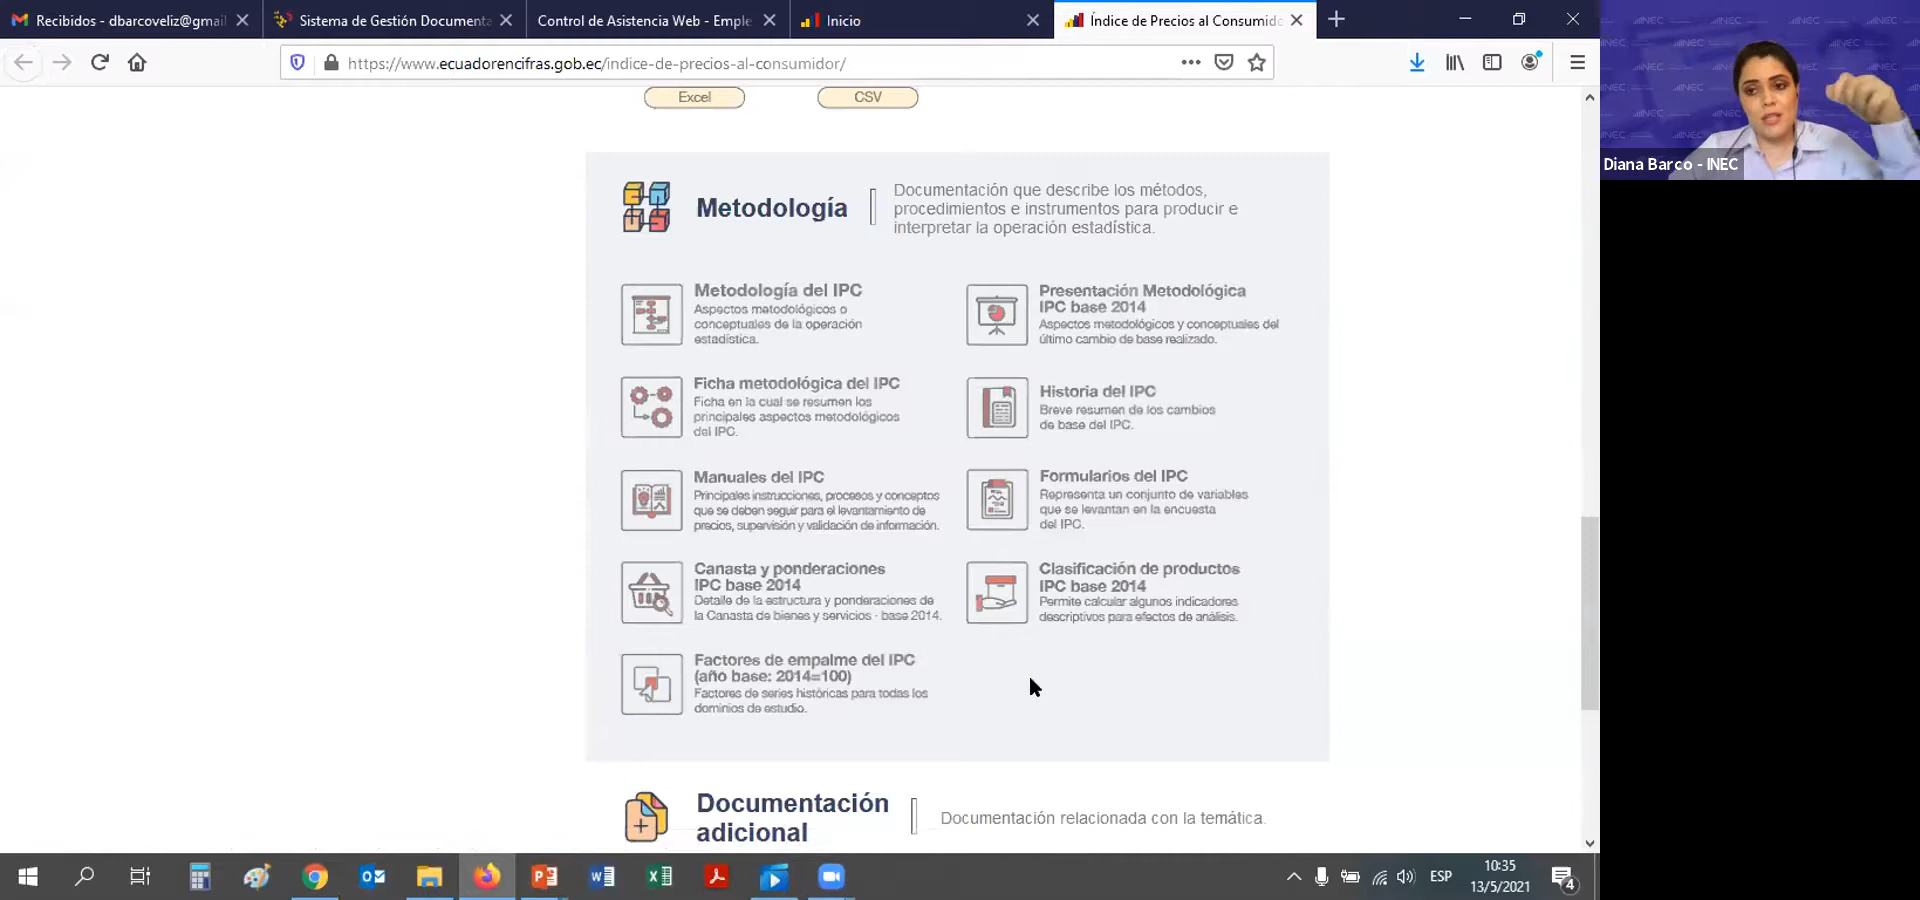 Recibidos - dbarcoveliz@gmai
Sistema de Gestión Documenta
Control de Asistencia Web - Emple
Inicio
Índice de Precios al Consumido
https://www.ecuadorencifras.gob.ec/indice-de-precios-al-consumidor/
Excel
CSV
Metodología
Documentación que describe los métodos,
procedimientos e instrumentos para producir e
interpretar la operación estadística.
Metodología del IPC
Aspectos metodológicos o
conceptuales de la operación
estadística.
Presentación Metodológica
IPC base 2014
Aspectos metodológicos y conceptuales del
último cambio de base realizado.
Ficha metodológica del IPC
Ficha en la cual se resumen los
principales aspectos metodológicos
del IPC.
Historia del IPC
Breve resumen de los cambios
de base del IPC.
Manuales del IPC
Principales instrucciones, procesos y conceptos
que se deben seguir para el levantamiento de
precios, supervisión y validación de información.
Formularios del IPC
Representa un conjunto de variables
que se levantan en la encuesta
del IPC.
Canasta y ponderaciones
IPC base 2014
Detalle de la estructura y ponderaciones de
la Canasta de bienes y servicios - base 2014.
Clasificación de productos
IPC base 2014
Permite calcular algunos indicadores
descriptivos para efectos de análisis.
Factores de empalme del IPC
(año base: 2014=100)
Factores de series históricas para todas los
dominios de estudio.
Documentación
adicional
Documentación relacionada con la temática.
ESP
10:35
13/5/2021
4
Diana Barco - INEC